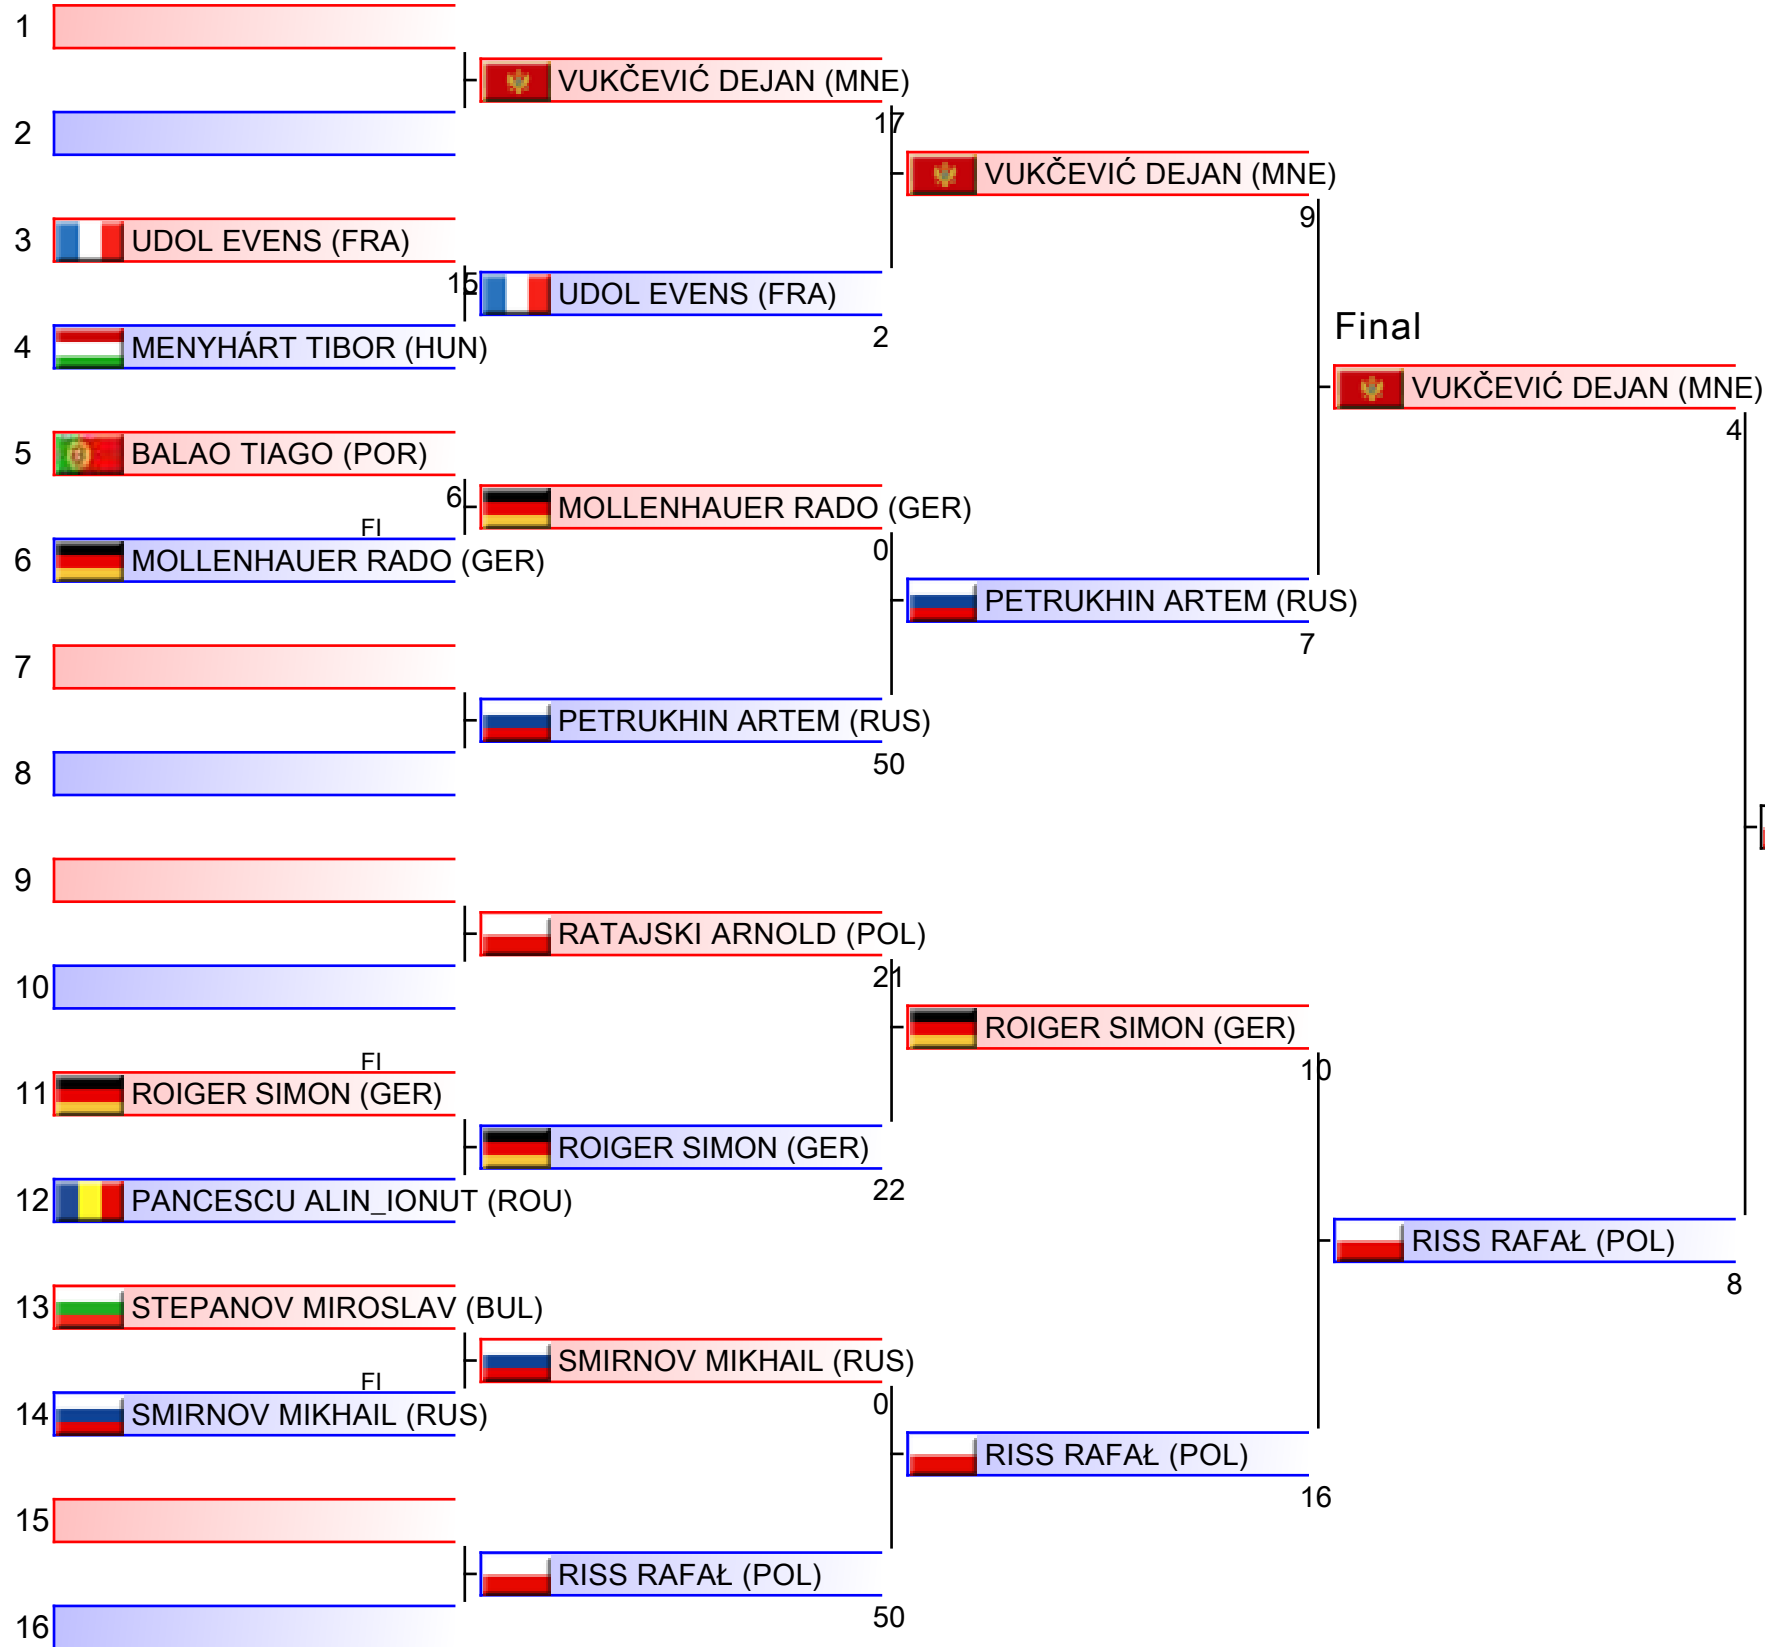 1
VUKČEVIĆ DEJAN (MNE)
17
2
VUKČEVIĆ DEJAN (MNE)
9
3
UDOL EVENS (FRA)
15
UDOL EVENS (FRA)
2
4
MENYHÁRT TIBOR (HUN)
Final
VUKČEVIĆ DEJAN (MNE)
4
5
BALAO TIAGO (POR)
6
MOLLENHAUER RADO (GER)
0
FI
6
MOLLENHAUER RADO (GER)
PETRUKHIN ARTEM (RUS)
7
7
PETRUKHIN ARTEM (RUS)
50
8
9
RATAJSKI ARNOLD (POL)
21
10
ROIGER SIMON (GER)
10
FI
11
ROIGER SIMON (GER)
ROIGER SIMON (GER)
22
12
PANCESCU ALIN_IONUT (ROU)
RISS RAFAŁ (POL)
8
13
STEPANOV MIROSLAV (BUL)
SMIRNOV MIKHAIL (RUS)
0
FI
14
SMIRNOV MIKHAIL (RUS)
RISS RAFAŁ (POL)
16
15
RISS RAFAŁ (POL)
50
16